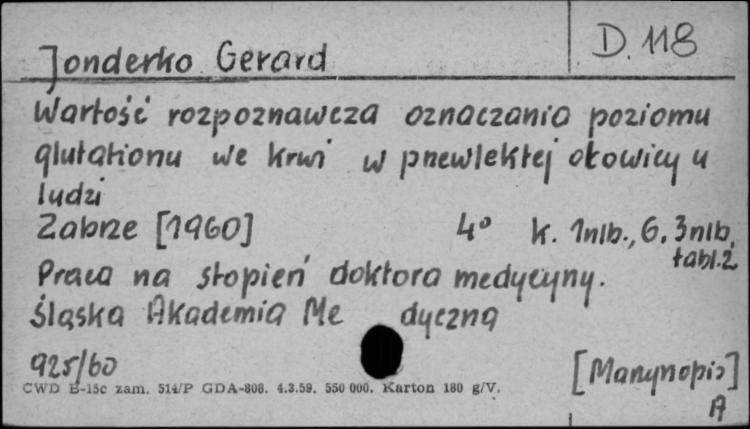 Jonderko Gerard D. 118
Wartość rozpoznawcza oznaczania poziomu
glutationu we krwi w pnewlekłej ołowicy u
ludzi
Zabrze [1960] 4° k. 1nlb., 6. 3nlb.
tabl. 2
Praca na stopień doktora medycyny.
Śląska Akademia Me dyczna
925/60
CWD B-15c zam. 514/P GDA-808. 4.3.59. 550 000. Karton 180 g/V.
[Maszynopis]
A